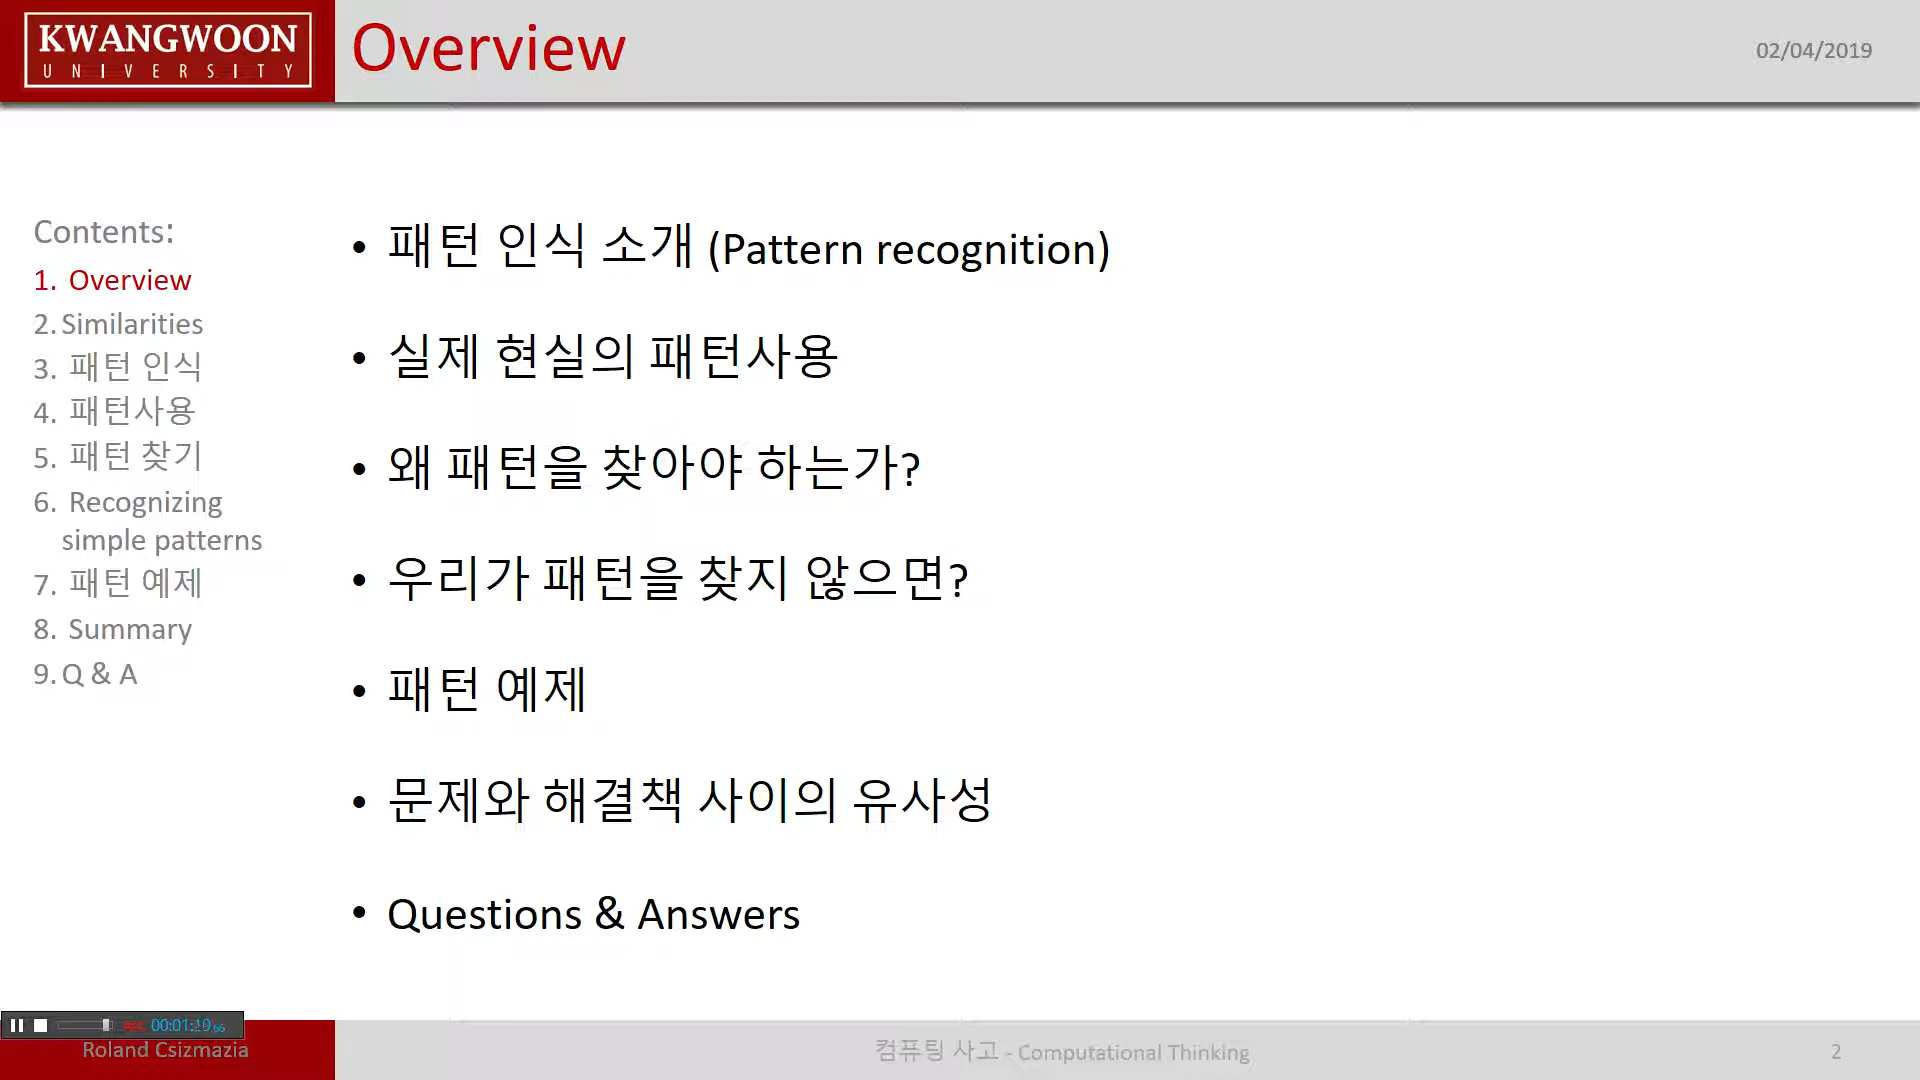 KWANGWOON
UNIVERSITY
Overview
02/04/2019
Contents:
1. Overview
2. Similarities
3. 패턴 인식
4. 패턴사용
5. 패턴 찾기
6. Recognizing
simple patterns
7. 패턴 예제
8. Summary
9. Q & A
• 패턴 인식 소개 (Pattern recognition)
• 실제 현실의 패턴사용
• 왜 패턴을 찾아야 하는가?
• 우리가 패턴을 찾지 않으면?
• 패턴 예제
• 문제와 해결책 사이의 유사성
• Questions & Answers
REC 00:01:19.66
Roland Csizmazia
컴퓨팅 사고 - Computational Thinking
2